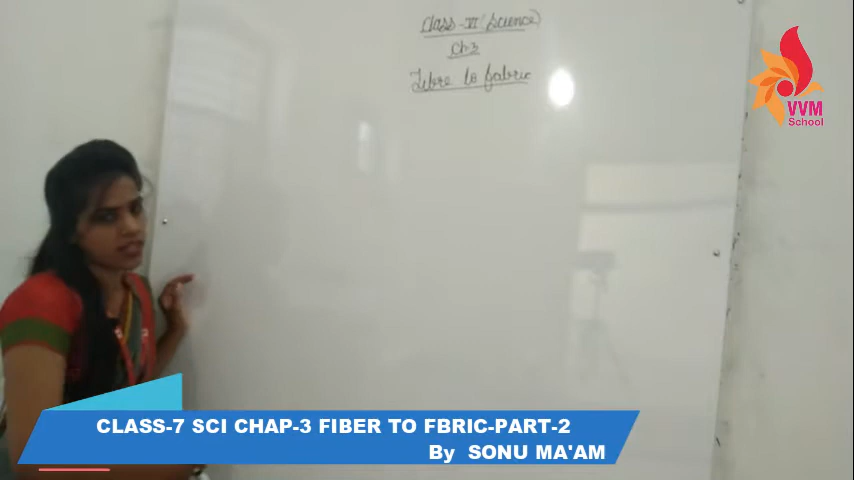 Class - VI (Science)
Ch 3
Fibre to fabric
VVM
School
CLASS-7 SCI CHAP-3 FIBER TO FBRIC-PART-2
By SONU MA'AM